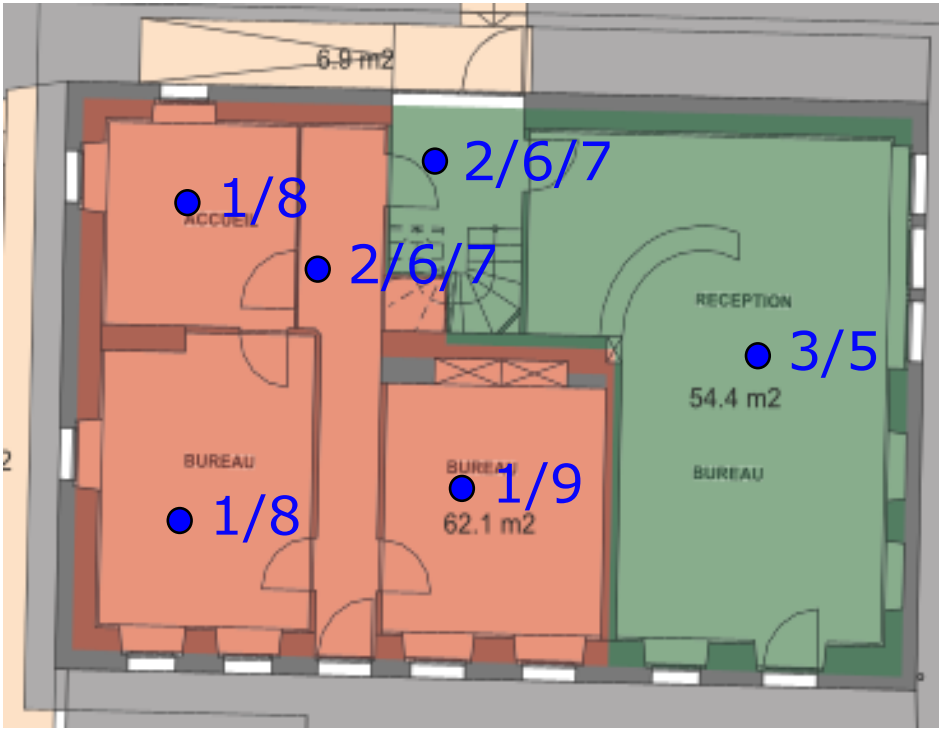 6.9 m2
2/6/7
1/8
ACCUEIL
2/6/7
RECEPTION
3/5
54.4 m2
BUREAU
BUREAU
BUREAU
1/9
1/8
62.1 m2
2